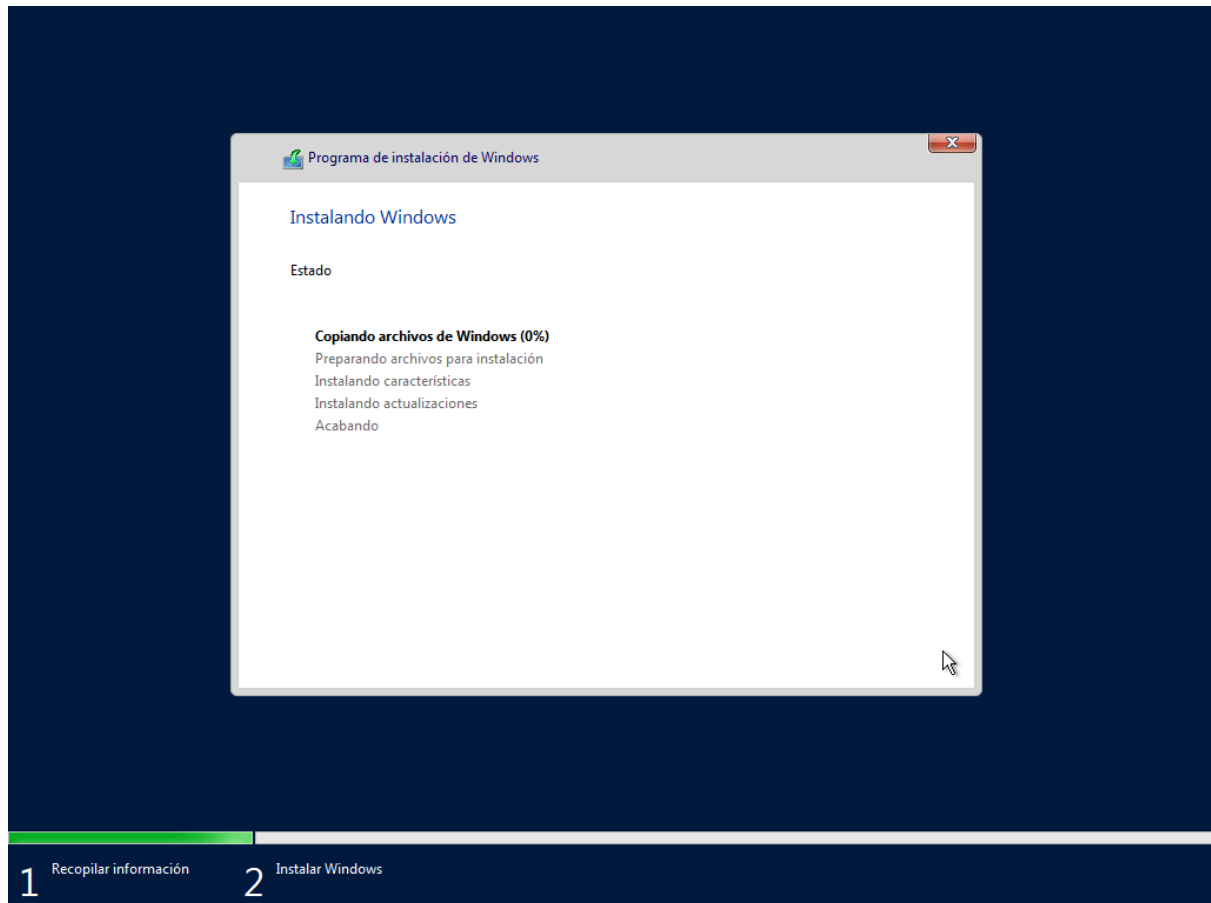 Programa de instalación de Windows
Instalando Windows
Estado
Copiando archivos de Windows (0%)
Preparando archivos para instalación
Instalando características
Instalando actualizaciones
Acabando
1 Recopilar información
2 Instalar Windows